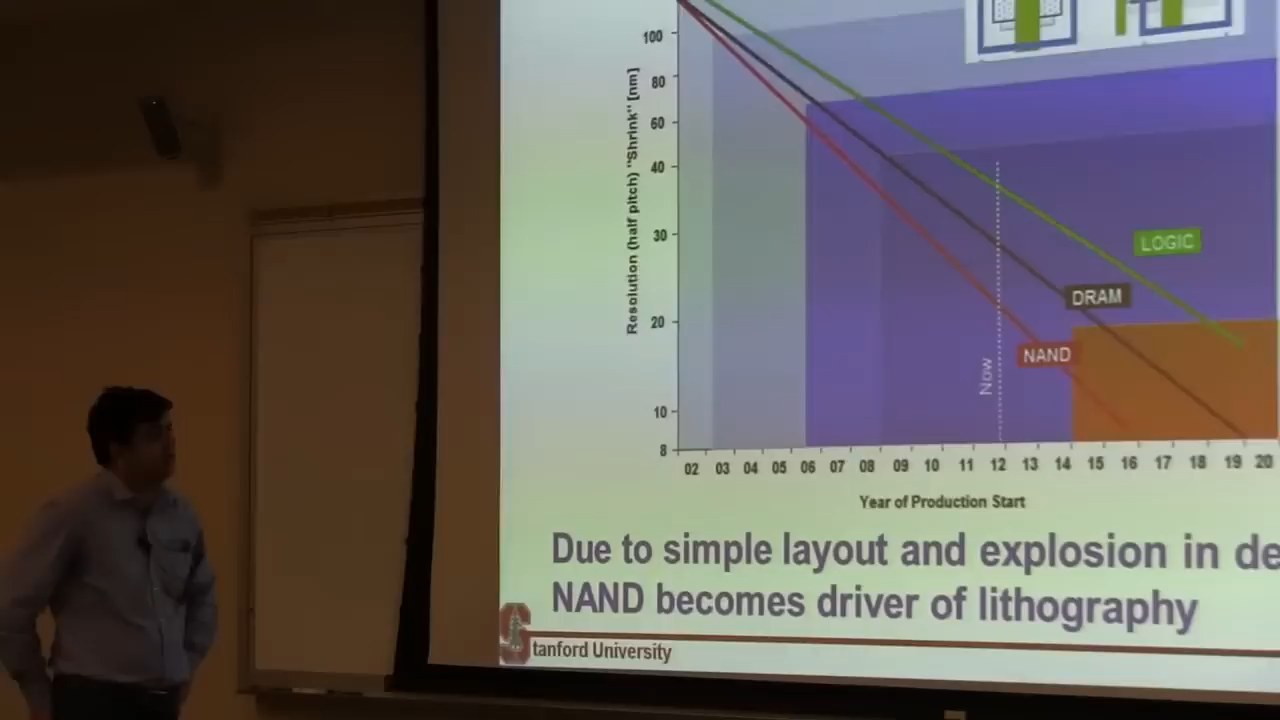 100
80
60
40
30
20
10
8
Resolution (half pitch) "Shrink" [nm]
LOGIC
DRAM
NAND
Now
02 03 04 05 06 07 08 09 10 11 12 13 14 15 16 17 18 19 20
Year of Production Start
Due to simple layout and explosion in de
NAND becomes driver of lithography
Stanford University